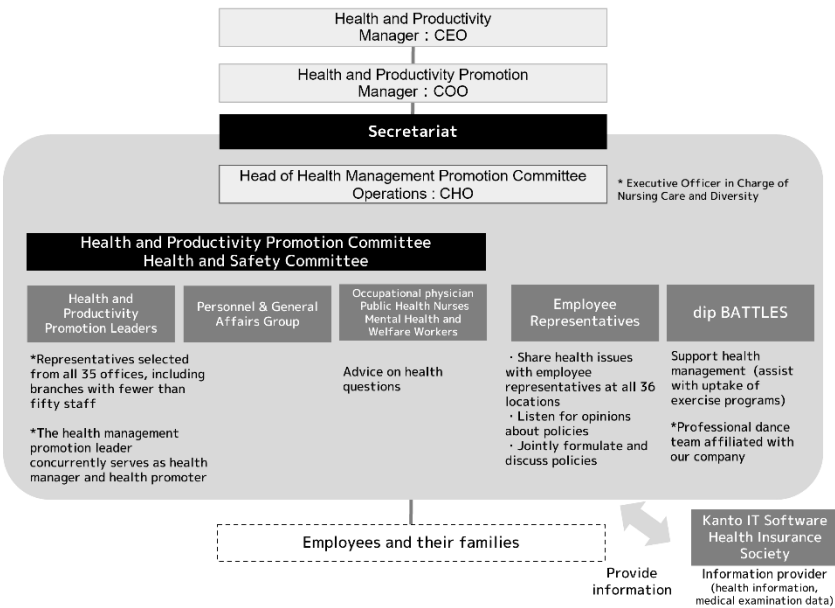 Health and Productivity
Manager : CEO
Health and Productivity Promotion
Manager : COO
Secretariat
Head of Health Management Promotion Committee
Operations : CHO
* Executive Officer in Charge of
Nursing Care and Diversity
Health and Productivity Promotion Committee
Health and Safety Committee
Health and
Productivity
Promotion Leaders
*Representatives selected
from all 35 offices, including
branches with fewer than
fifty staff
*The health management
promotion leader
concurrently serves as health
manager and health promoter
Personnel & General
Affairs Group
Occupational physician
Public Health Nurses
Mental Health and
Welfare Workers
Advice on health
questions
Employee
Representatives
・Share health issues
with employee
representatives at all 36
locations
・Listen for opinions
about policies
・Jointly formulate and
discuss policies
dip BATTLES
Support health
management (assist
with uptake of
exercise programs)
*Professional dance
team affiliated with
our company
Employees and their families
Provide
information
Kanto IT Software
Health Insurance
Society
Information provider
(health information,
medical examination data)